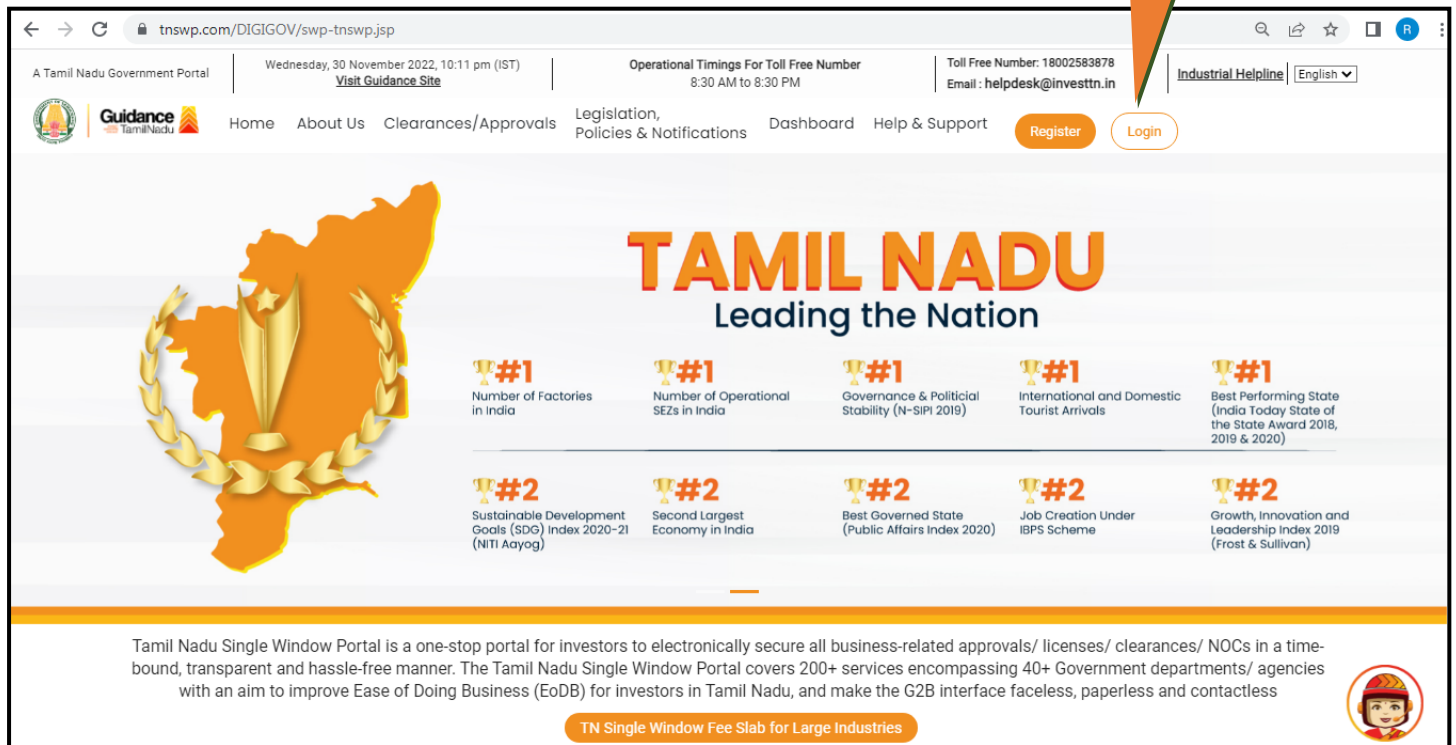 tnswp.com/DIGIGOV/swp-tnswp.jsp
R
A Tamil Nadu Government Portal
Wednesday, 30 November 2022, 10:11 pm (IST)
Visit Guidance Site
Operational Timings For Toll Free Number
8:30 AM to 8:30 PM
Toll Free Number: 18002583878
Email : helpdesk@investtn.in
Industrial Helpline
English
Guidance
TamilNadu
Home
About Us
Clearances/Approvals
Legislation,
Policies & Notifications
Dashboard
Help & Support
Register
Login
TAMIL NADU
Leading the Nation
#1
Number of Factories
in India
#1
Number of Operational
SEZs in India
#1
Governance & Politicial
Stability (N-SIPI 2019)
#1
International and Domestic
Tourist Arrivals
#1
Best Performing State
(India Today State of
the State Award 2018,
2019 & 2020)
#2
Sustainable Development
Goals (SDG) Index 2020-21
(NITI Aayog)
#2
Second Largest
Economy in India
#2
Best Governed State
(Public Affairs Index 2020)
#2
Job Creation Under
IBPS Scheme
#2
Growth, Innovation and
Leadership Index 2019
(Frost & Sullivan)
Tamil Nadu Single Window Portal is a one-stop portal for investors to electronically secure all business-related approvals/ licenses/ clearances/ NOCs in a time-
bound, transparent and hassle-free manner. The Tamil Nadu Single Window Portal covers 200+ services encompassing 40+ Government departments/ agencies
with an aim to improve Ease of Doing Business (EoDB) for investors in Tamil Nadu, and make the G2B interface faceless, paperless and contactless
TN Single Window Fee Slab for Large Industries